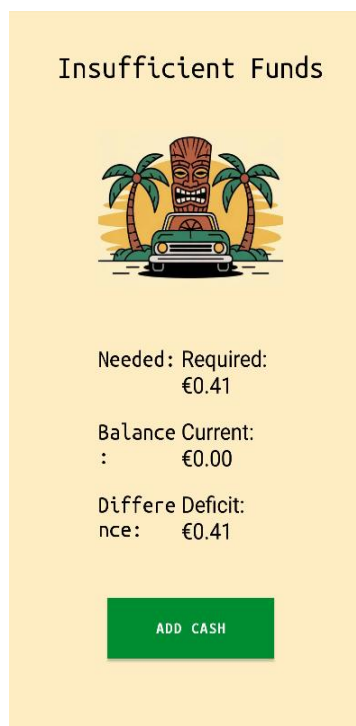 Insufficient Funds
Needed: Required:
€0.41
Balance Current:
: €0.00
Differe Deficit:
nce: €0.41
ADD CASH